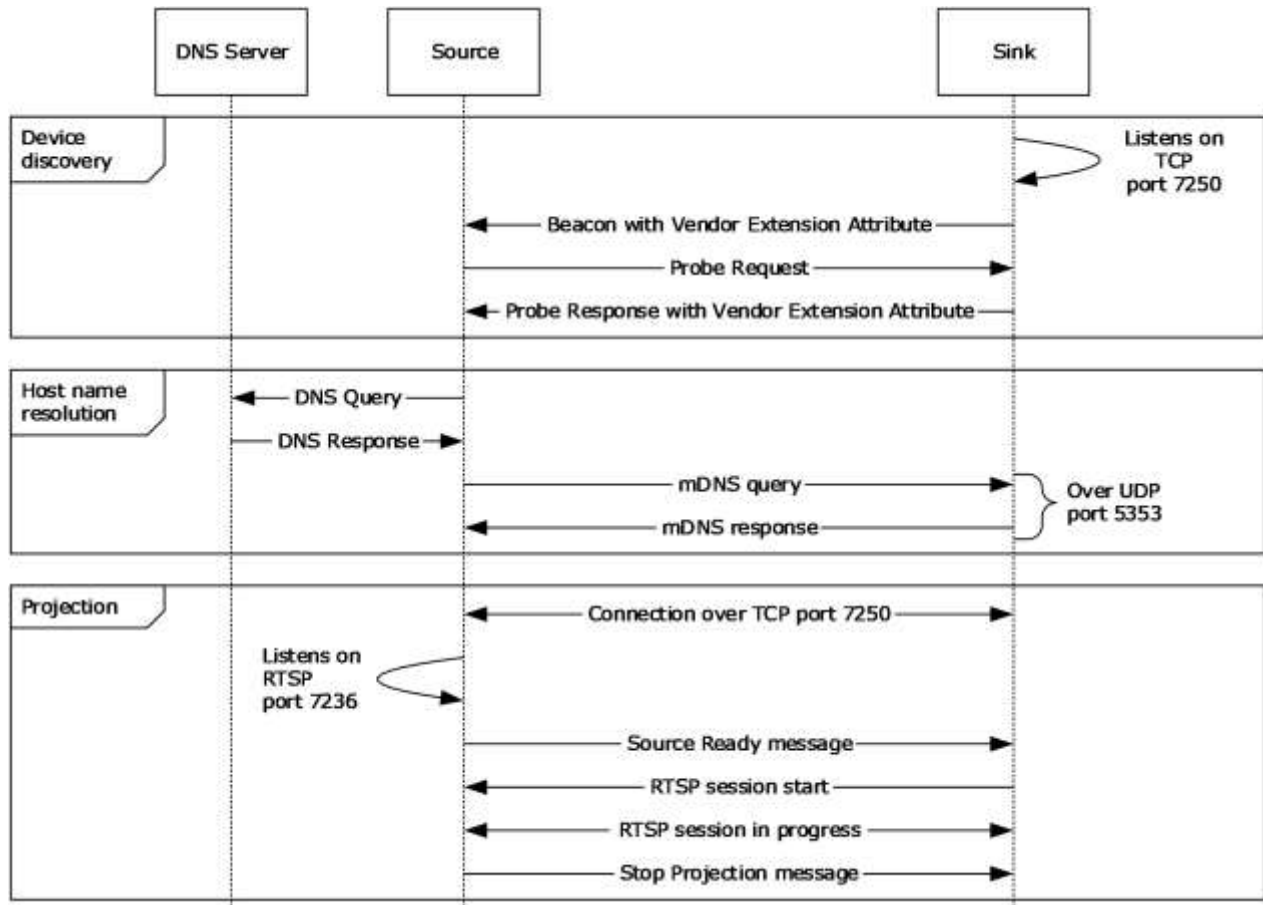 DNS Server
Source
Sink
Device
discovery
Listens on
TCP
port 7250
Beacon with Vendor Extension Attribute
Probe Request
Probe Response with Vendor Extension Attribute
Host name
resolution
DNS Query
DNS Response
mDNS query
mDNS response
Over UDP
port 5353
Projection
Connection over TCP port 7250
Listens on
RTSP
port 7236
Source Ready message
RTSP session start
RTSP session in progress
Stop Projection message